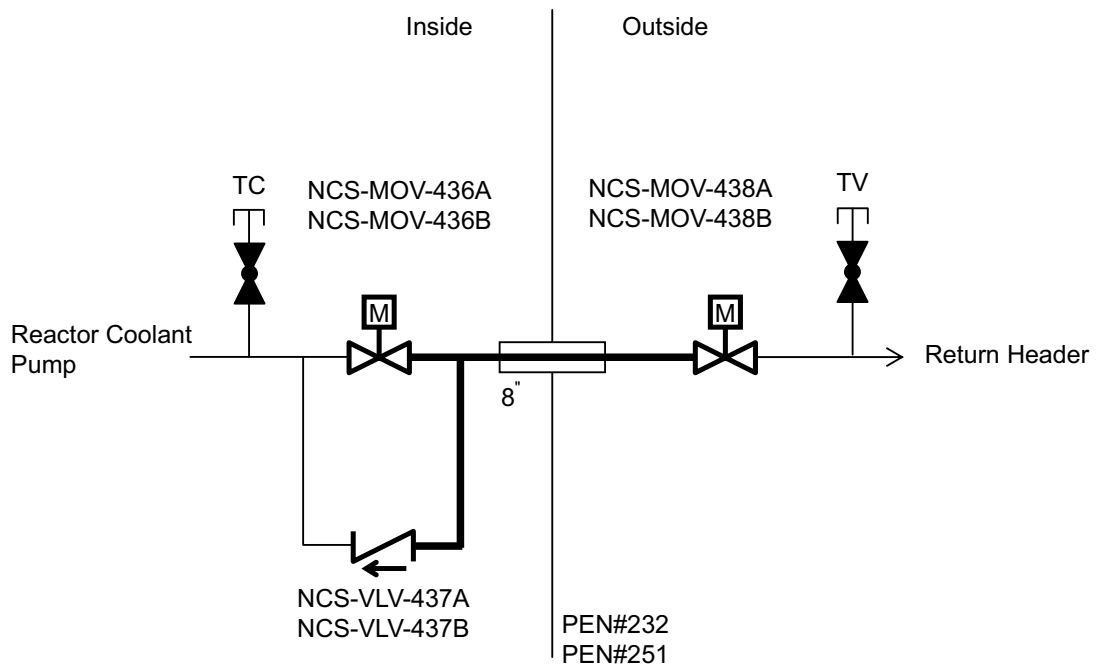 Inside
Outside
TC
NCS-MOV-436A
NCS-MOV-436B
NCS-MOV-438A
NCS-MOV-438B
TV
M
M
Reactor Coolant
Pump
Return Header
8"
NCS-VLV-437A
NCS-VLV-437B
PEN#232
PEN#251